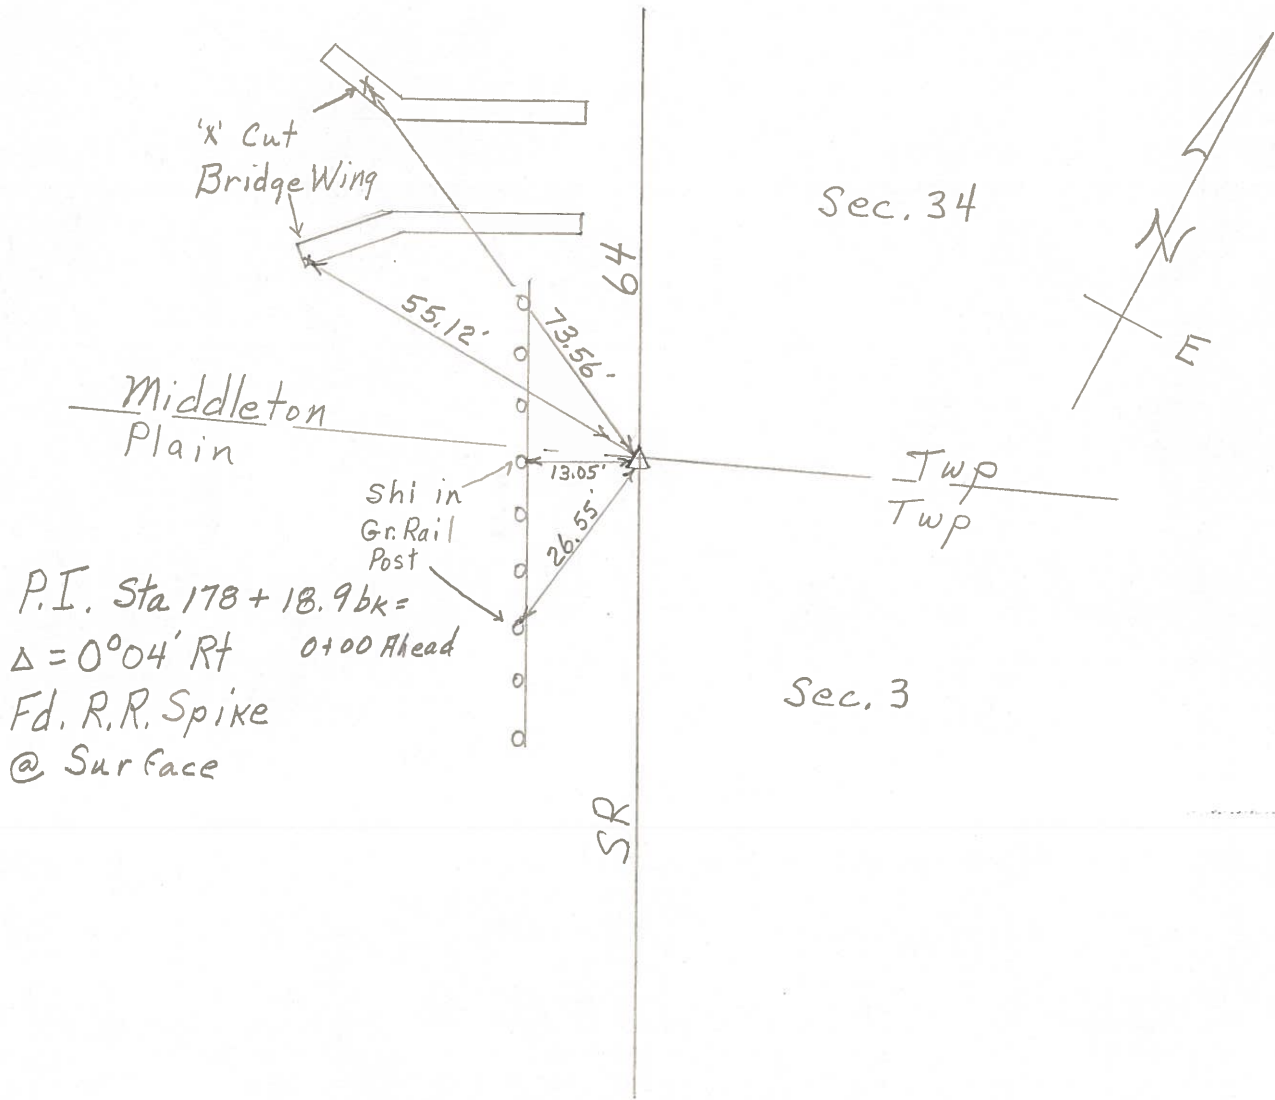 'x' Cut
Bridge Wing
Sec. 34
N
E
64
55.12'
73.56'
Middleton
Plain
Twp
Twp
13.05'
26.55'
shi in
Gr. Rail
Post
P.I. Sta 178 + 18.9 bk =
0+00 Ahead
Δ = 0°04' Rt
Fd. R.R. Spike
@ Surface
Sec. 3
SR